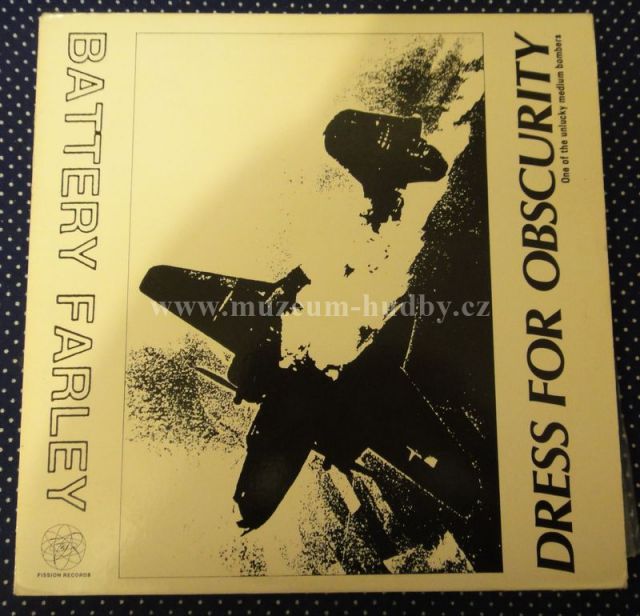 BATTERY FARLEY
DRESS FOR OBSCURITY
One of the unlucky medium bombers
www.muzeum-hudby.cz
FISSION RECORDS